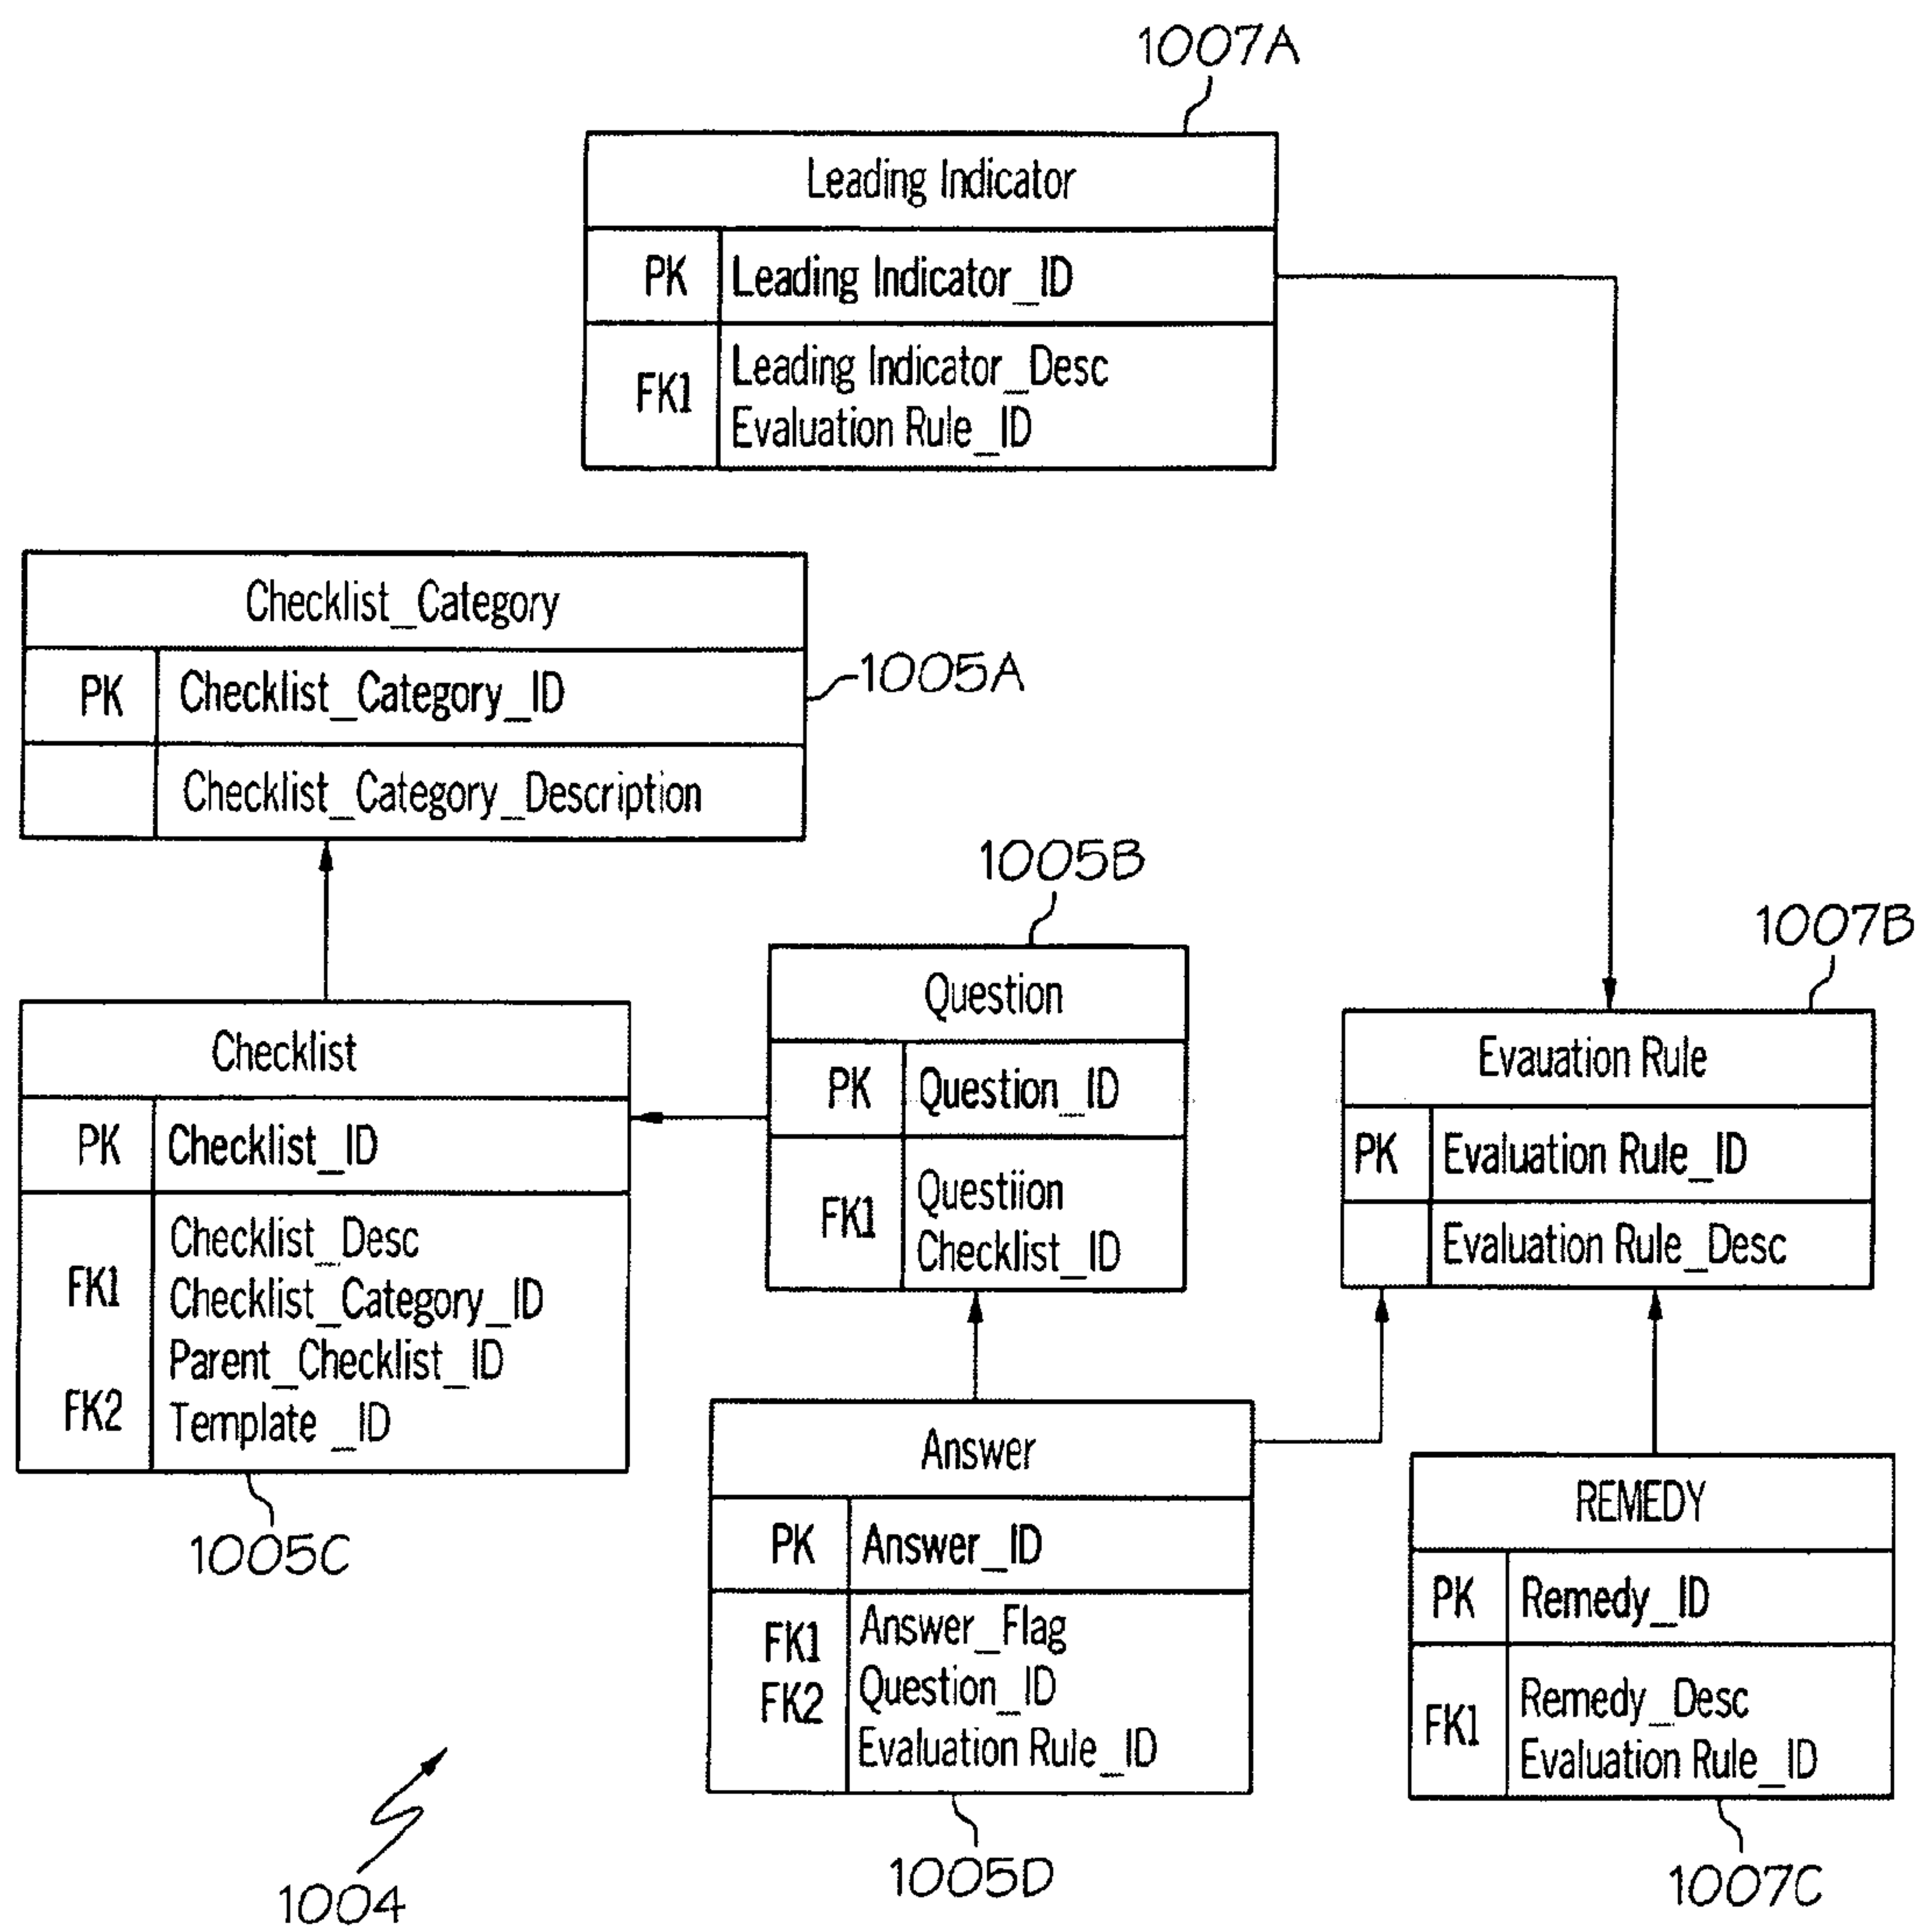 1007A
Leading Indicator
PK Leading Indicator_ID
Leading Indicator_Desc
FK1
Evaluation Rule_ID
Checklist_Category
PK Checklist_Category_ID
Checklist_Category_Description
1005A
1005B
Question
PK Question_ID
Questiion
FK1
Checklist_ID
1007B
Evauation Rule
PK Evaluation Rule_ID
Evaluation Rule_Desc
Checklist
PK Checklist_ID
Checklist_Desc
FK1 Checklist_Category_ID
Parent_Checklist_ID
FK2 Template _ID
1005C
Answer
PK Answer_ID
FK1 Answer_Flag
FK2 Question_ID
Evaluation Rule_ID
1005D
REMEDY
PK Remedy_ID
Remedy_Desc
FK1
Evaluation Rule_ID
1007C
1004